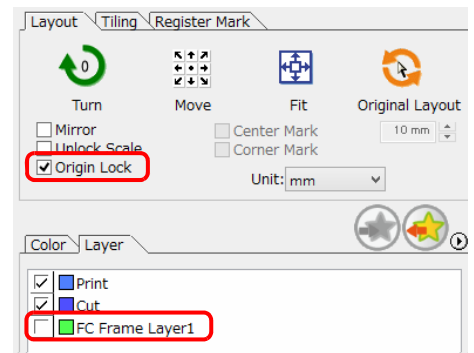 Layout Tiling Register Mark
0
Turn Move Fit Original Layout
Mirror Center Mark 10 mm
Unlock Scale Corner Mark
Origin Lock
Unit: mm
Color Layer
Print
Cut
FC Frame Layer1